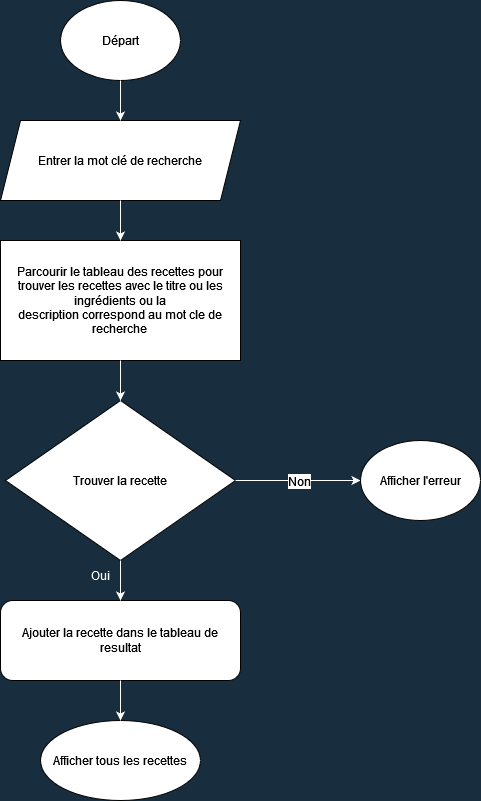 Départ
Entrer la mot clé de recherche
Parcourir le tableau des recettes pour
trouver les recettes avec le titre ou les
ingrédients ou la
description correspond au mot cle de
recherche
Trouver la recette
Non
Afficher l'erreur
Oui
Ajouter la recette dans le tableau de
resultat
Afficher tous les recettes